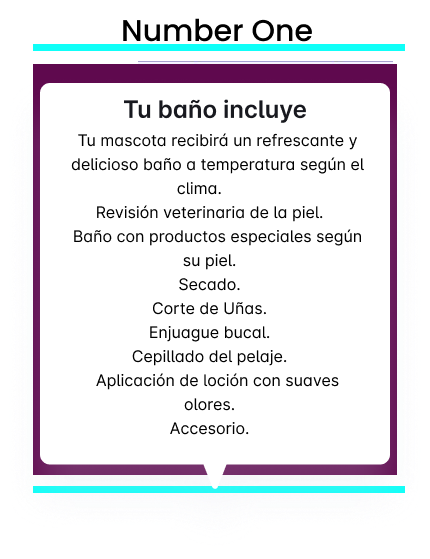 Number One
Tu baño incluye
Tu mascota recibirá un refrescante y
delicioso baño a temperatura según el
clima.
Revisión veterinaria de la piel.
Baño con productos especiales según
su piel.
Secado.
Corte de Uñas.
Enjuague bucal.
Cepillado del pelaje.
Aplicación de loción con suaves
olores.
Accesorio.